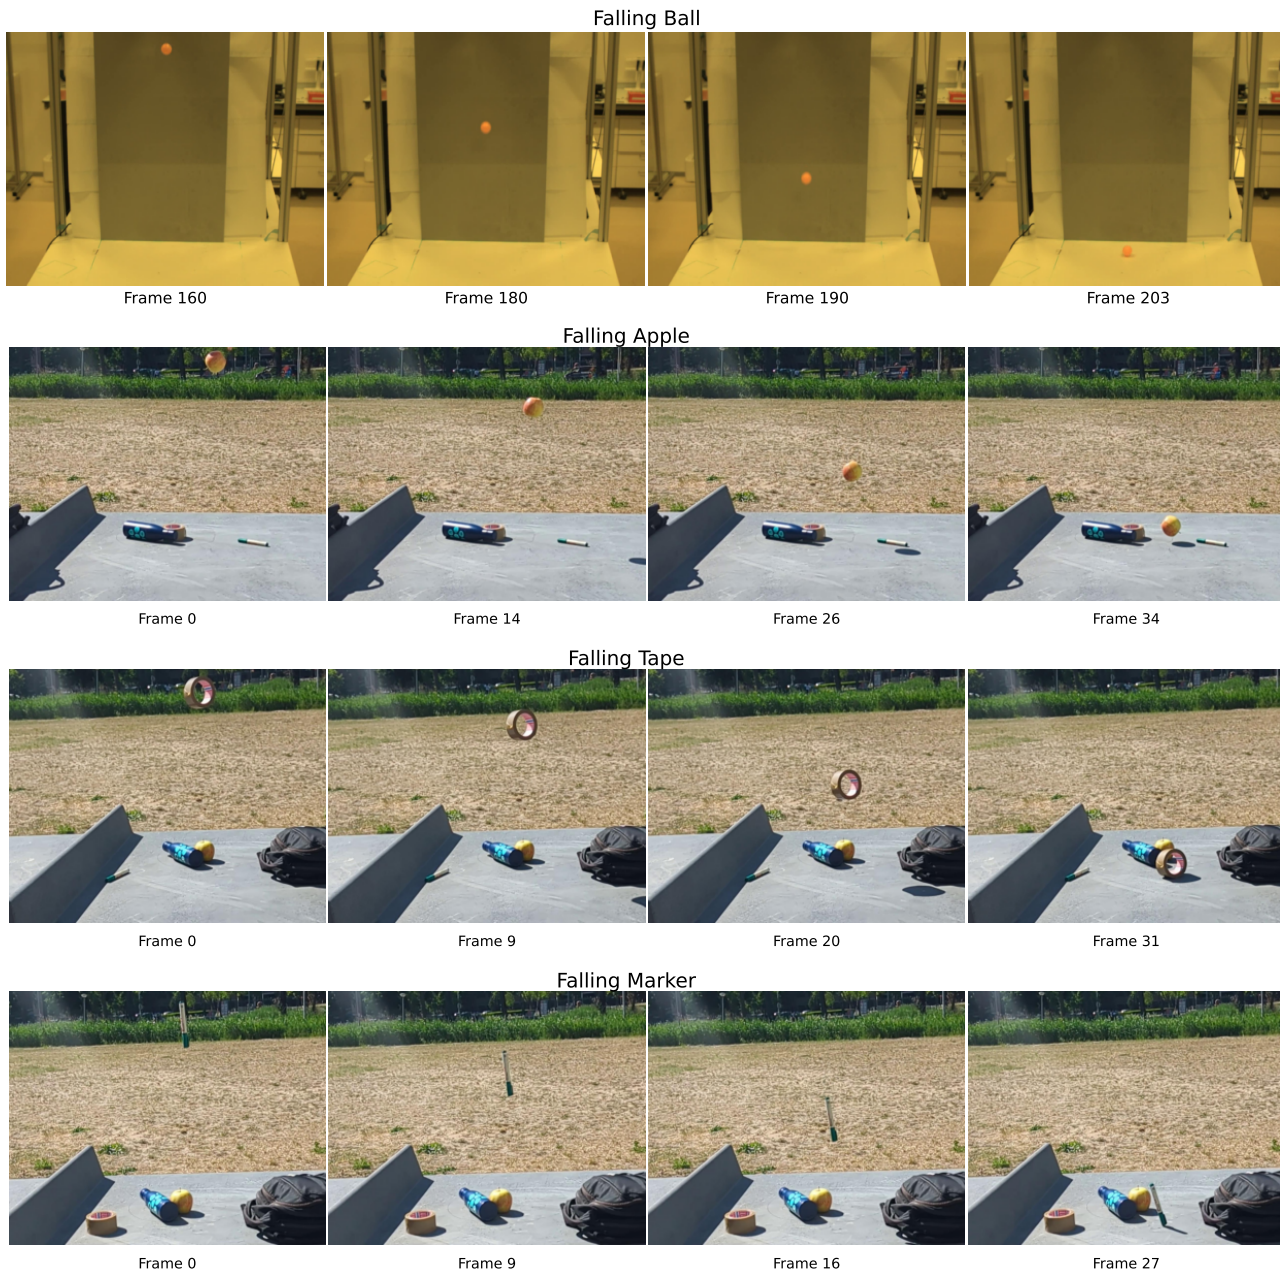 Falling Ball
Frame 160 Frame 180 Frame 190 Frame 203
Falling Apple
Frame 0 Frame 14 Frame 26 Frame 34
Falling Tape
Frame 0 Frame 9 Frame 20 Frame 31
Falling Marker
Frame 0 Frame 9 Frame 16 Frame 27